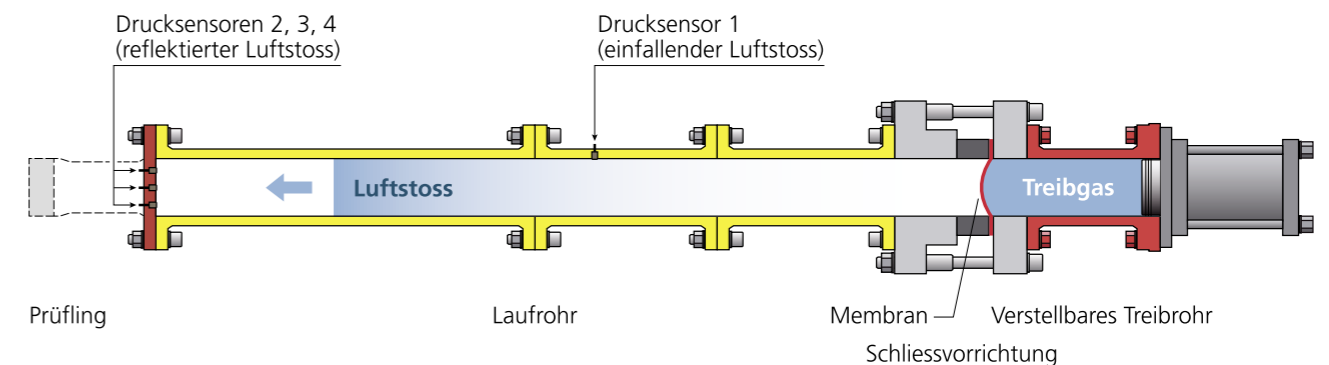 Drucksensoren 2, 3, 4
(reflektierter Luftstoss)
Drucksensor 1
(einfallender Luftstoss)
Luftstoss
Treibgas
Prüfling
Laufrohr
Membran
Verstellbares Treibrohr
Schliessvorrichtung